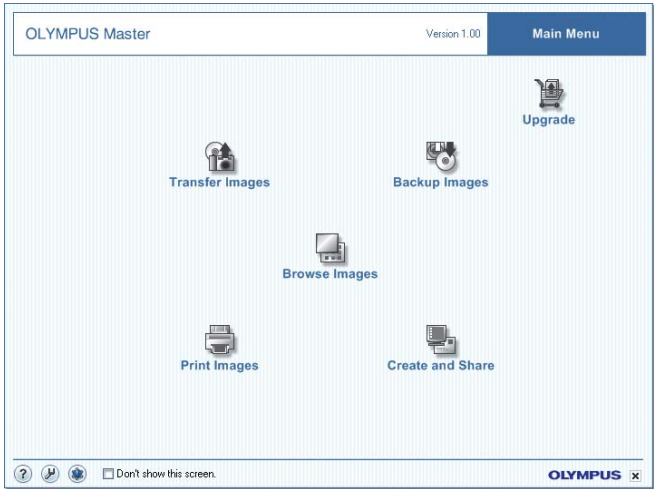 OLYMPUS Master
Version 1.00
Main Menu
Upgrade
Transfer Images
Backup Images
Browse Images
Print Images
Create and Share
?
Don't show this screen.
OLYMPUS